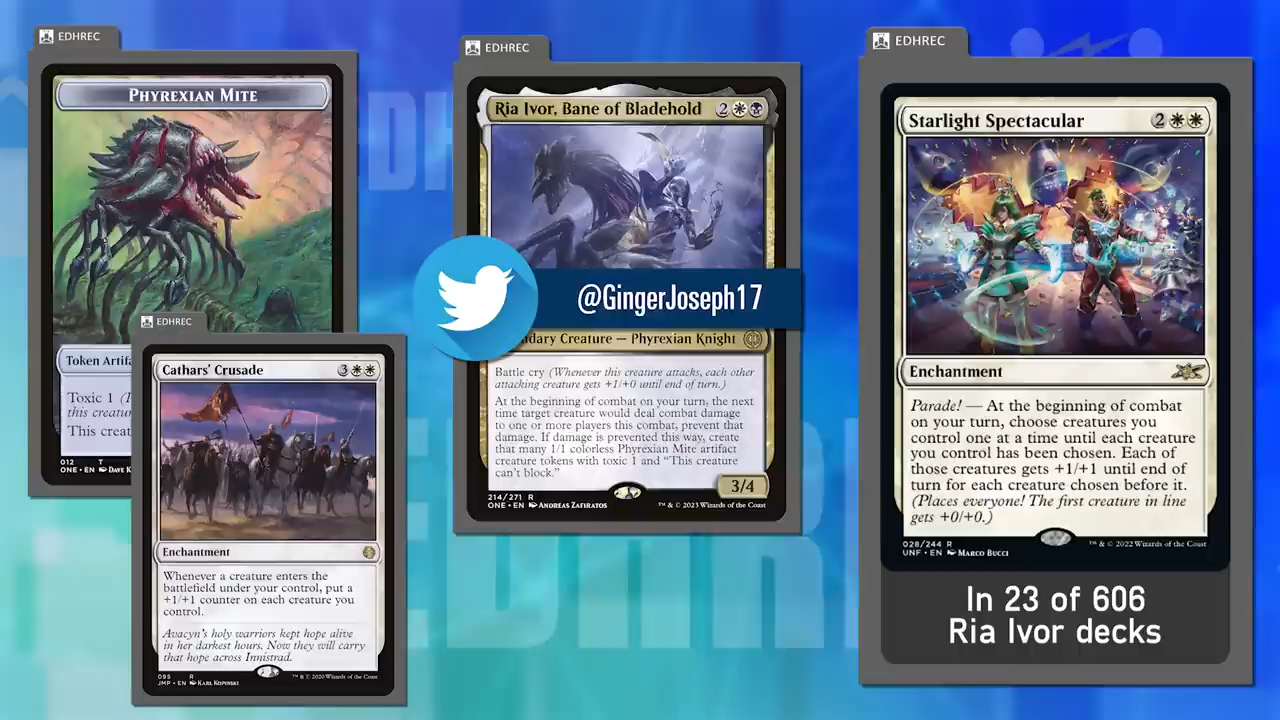 EDHREC
PHYREXIAN MITE
Token Artifa
Toxic 1
this creatur
This creat
012 T
ONE • EN DAVE K
EDHREC
Cathars' Crusade 3
Enchantment
Whenever a creature enters the
battlefield under your control, put a
+1/+1 counter on each creature you
control.
Avacyn's holy warriors kept hope alive
in her darkest hours. Now they will carry
that hope across Innistrad.
095 R
JMP • EN KARL KOPINSKI
™ & © 2020 Wizards of the Coast
EDHREC
Ria Ivor, Bane of Bladehold 2
@GingerJoseph17
ndary Creature — Phyrexian Knight
Battle cry (Whenever this creature attacks, each other
attacking creature gets +1/+0 until end of turn.)
At the beginning of combat on your turn, the next
time target creature would deal combat damage
to one or more players this combat, prevent that
damage. If damage is prevented this way, create
that many 1/1 colorless Phyrexian Mite artifact
creature tokens with toxic 1 and "This creature
can't block."
3/4
214/271 R
ONE • EN ANDREAS ZAFIRATOS
™ & © 2023 Wizards of the Coast
EDHREC
Starlight Spectacular 2
Enchantment
Parade! — At the beginning of combat
on your turn, choose creatures you
control one at a time until each creature
you control has been chosen. Each of
those creatures gets +1/+1 until end of
turn for each creature chosen before it.
(Places everyone! The first creature in line
gets +0/+0.)
028/244 R
UNF • EN MARCO BUCCI
™ & © 2022 Wizards of the Coast
In 23 of 606
Ria Ivor decks